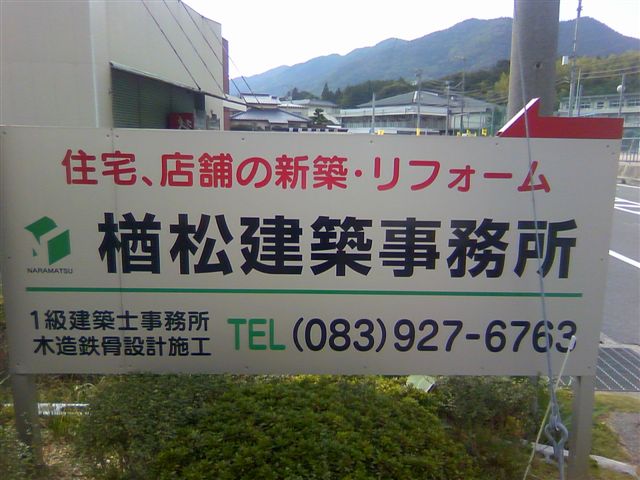 住宅、店舗の新築・リフォーム
楢松建築事務所
NARAMATSU
1級建築士事務所
木造鉄骨設計施工
TEL(083)927-6763